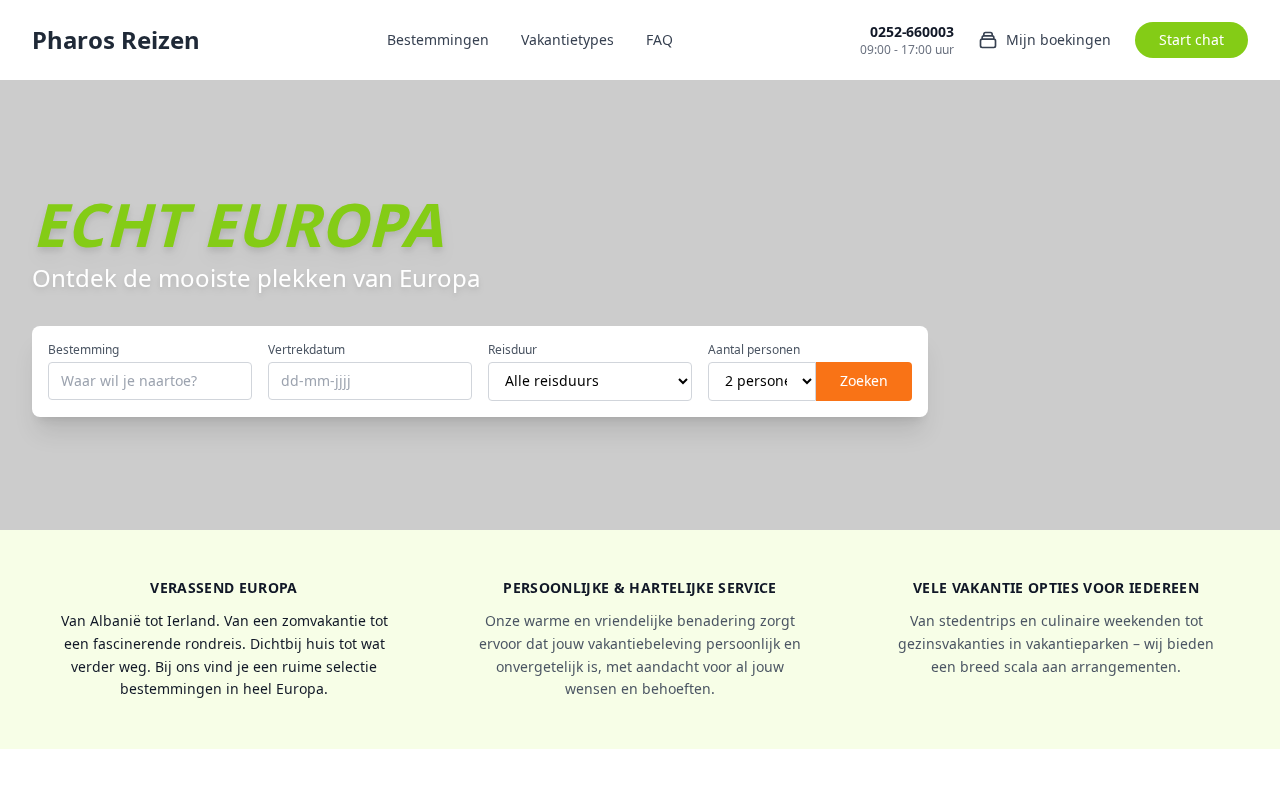 Pharos Reizen
Bestemmingen
Vakantietypes
FAQ
0252-660003
09:00 - 17:00 uur
Mijn boekingen
Start chat
ECHT EUROPA
Ontdek de mooiste plekken van Europa
Bestemming
Waar wil je naartoe?
Vertrekdatum
dd-mm-jjjj
Reisduur
Alle reisduurs
Aantal personen
2 persone
Zoeken
VERASSEND EUROPA
Van Albanië tot Ierland. Van een zomvakantie tot
een fascinerende rondreis. Dichtbij huis tot wat
verder weg. Bij ons vind je een ruime selectie
bestemmingen in heel Europa.
PERSOONLIJKE & HARTELIJKE SERVICE
Onze warme en vriendelijke benadering zorgt
ervoor dat jouw vakantiebeleving persoonlijk en
onvergetelijk is, met aandacht voor al jouw
wensen en behoeften.
VELE VAKANTIE OPTIES VOOR IEDEREEN
Van stedentrips en culinaire weekenden tot
gezinsvakanties in vakantieparken – wij bieden
een breed scala aan arrangementen.